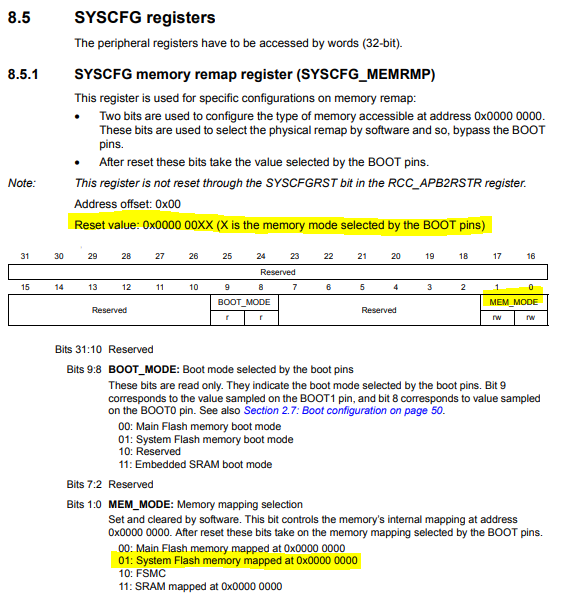 8.5 SYSCFG registers
The peripheral registers have to be accessed by words (32-bit).
8.5.1 SYSCFG memory remap register (SYSCFG_MEMRMP)
This register is used for specific configurations on memory remap:
• Two bits are used to configure the type of memory accessible at address 0x0000 0000.
These bits are used to select the physical remap by software and so, bypass the BOOT
pins.
• After reset these bits take the value selected by the BOOT pins.
Note: This register is not reset through the SYSCFGRST bit in the RCC_APB2RSTR register.
Address offset: 0x00
Reset value: 0x0000 00XX (X is the memory mode selected by the BOOT pins)
31 30 29 28 27 26 25 24 23 22 21 20 19 18 17 16
Reserved
15 14 13 12 11 10 9 8 7 6 5 4 3 2 1 0
Reserved BOOT_MODE Reserved MEM_MODE
r r rw rw
Bits 31:10 Reserved
Bits 9:8 BOOT_MODE: Boot mode selected by the boot pins
These bits are read only. They indicate the boot mode selected by the boot pins. Bit 9
corresponds to the value sampled on the BOOT1 pin, and bit 8 corresponds to value sampled
on the BOOT0 pin. See also Section 2.7: Boot configuration on page 50.
00: Main Flash memory boot mode
01: System Flash memory boot mode
10: Reserved
11: Embedded SRAM boot mode
Bits 7:2 Reserved
Bits 1:0 MEM_MODE: Memory mapping selection
Set and cleared by software. This bit controls the memory's internal mapping at address
0x0000 0000. After reset these bits take on the memory mapping selected by the BOOT pins.
00: Main Flash memory mapped at 0x0000 0000
01: System Flash memory mapped at 0x0000 0000
10: FSMC
11: SRAM mapped at 0x0000 0000